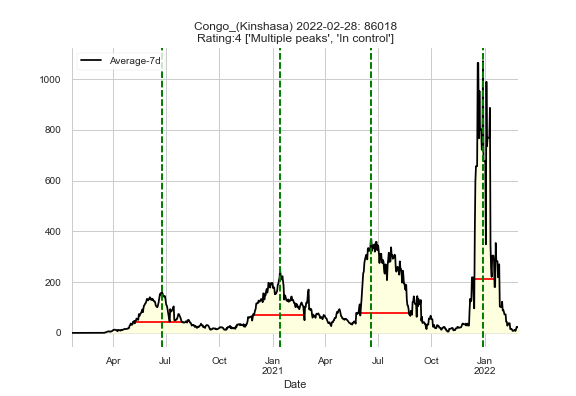 Congo_(Kinshasa) 2022-02-28: 86018
Rating:4 ['Multiple peaks', 'In control']
Average-7d
1000
800
600
400
200
0
Apr Jul Oct Jan Apr Jul Oct Jan
2021 2022
Date